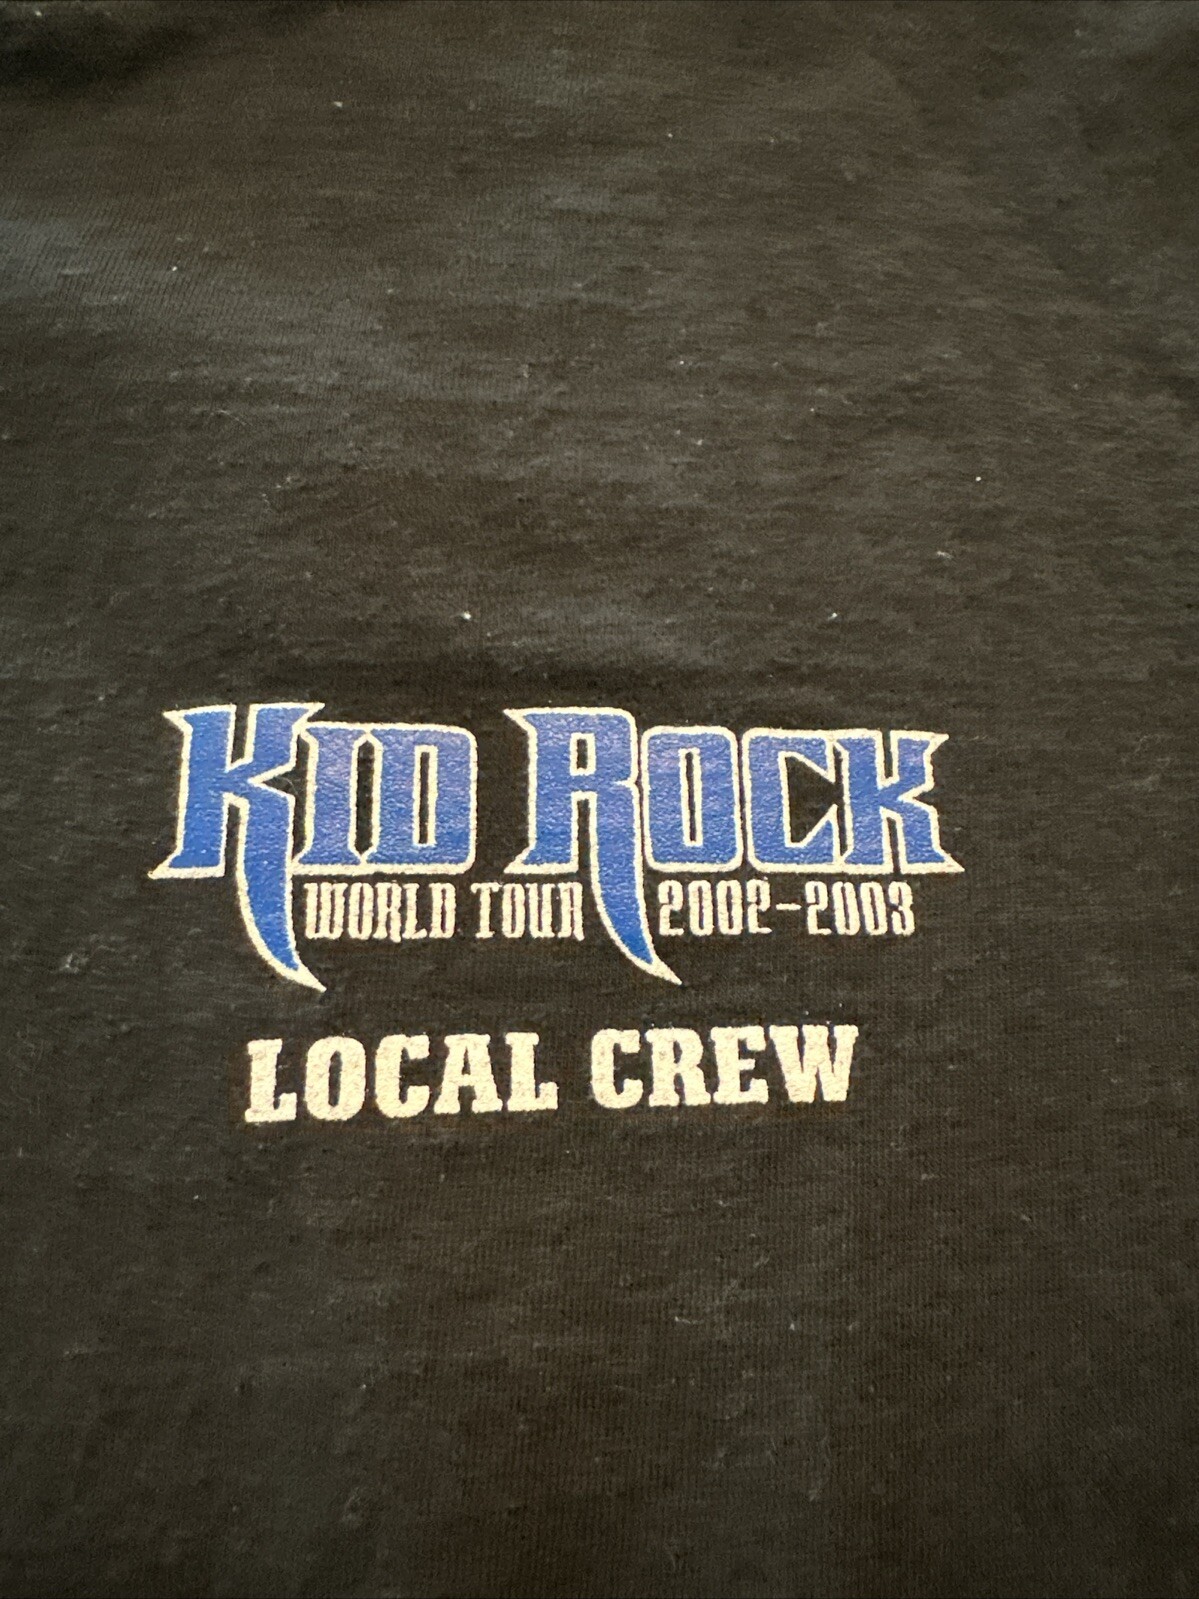 KID ROCK
WORLD TOUR 2002-2003
LOCAL CREW